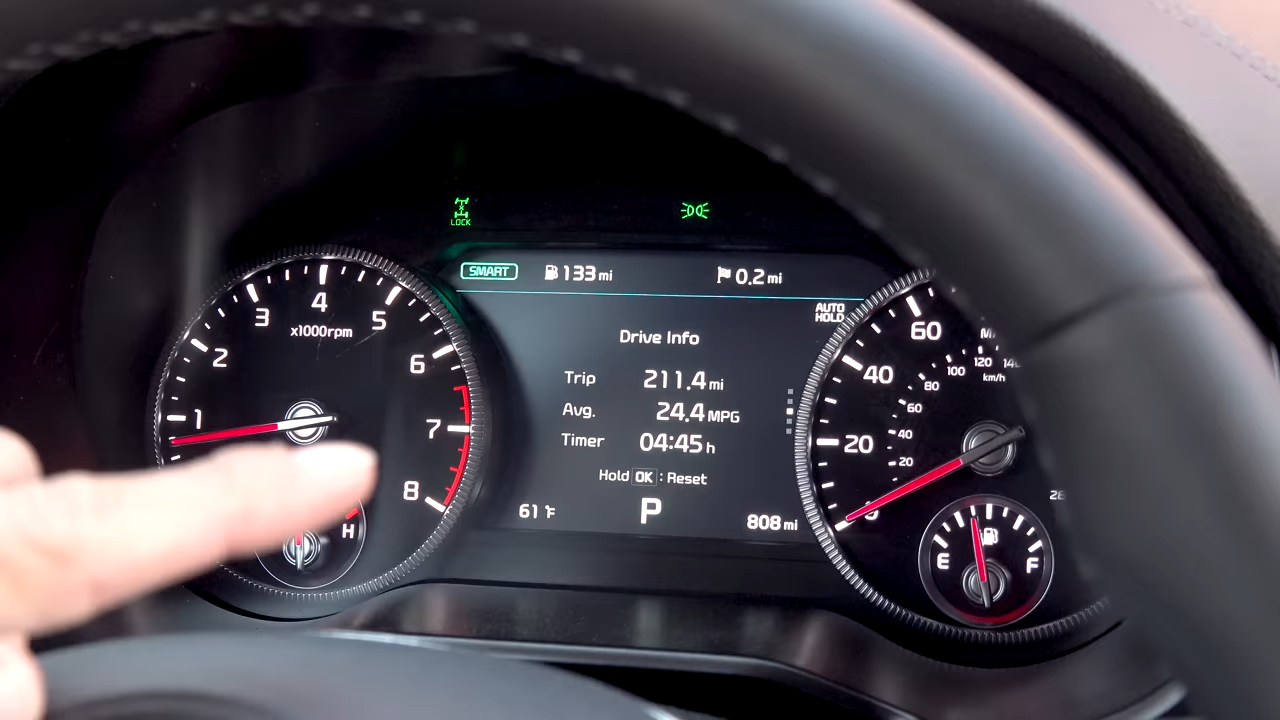 LOCK
SMART 133 mi 0.2 mi
AUTO
HOLD
Drive Info
Trip 211.4 mi
Avg. 24.4 MPG
Timer 04:45 h
Hold OK : Reset
61 °F P 808 mi
1 2 3 4 5 6 7 8
x1000rpm
H
0 20 40 60
20 40 60 80 100 120
km/h
E F